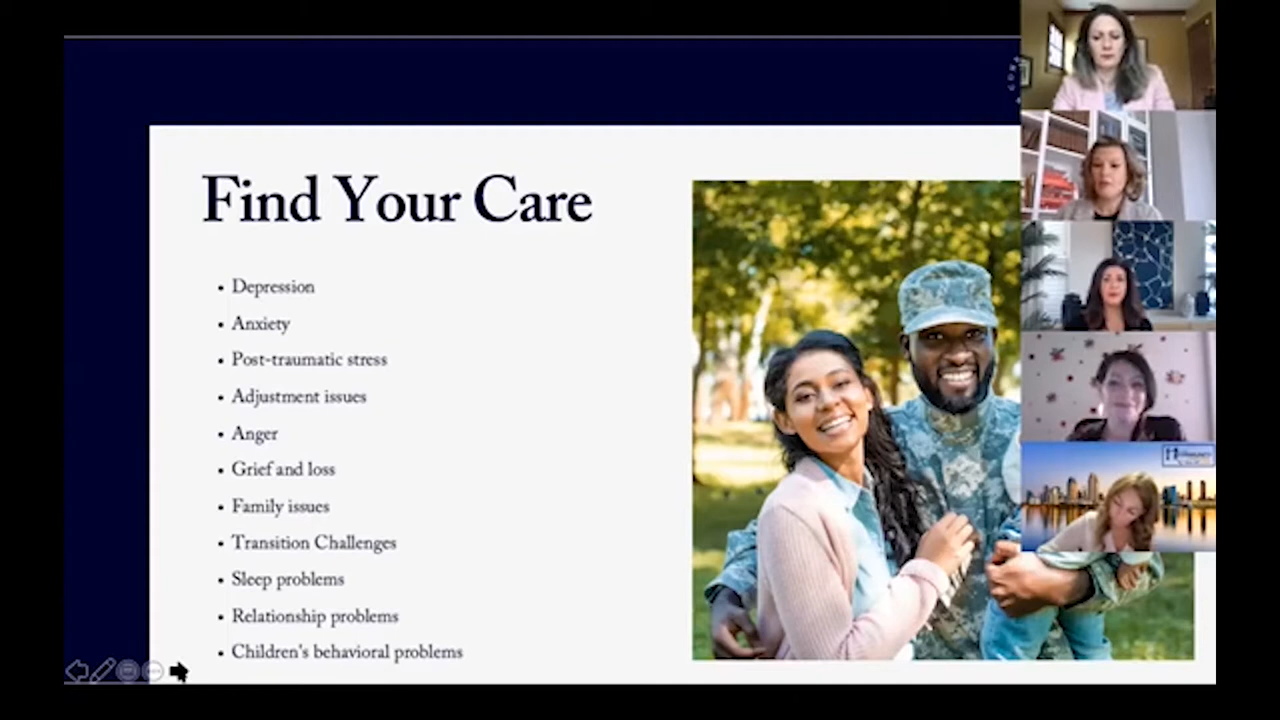 Find Your Care
• Depression
• Anxiety
• Post-traumatic stress
• Adjustment issues
• Anger
• Grief and loss
• Family issues
• Transition Challenges
• Sleep problems
• Relationship problems
• Children's behavioral problems